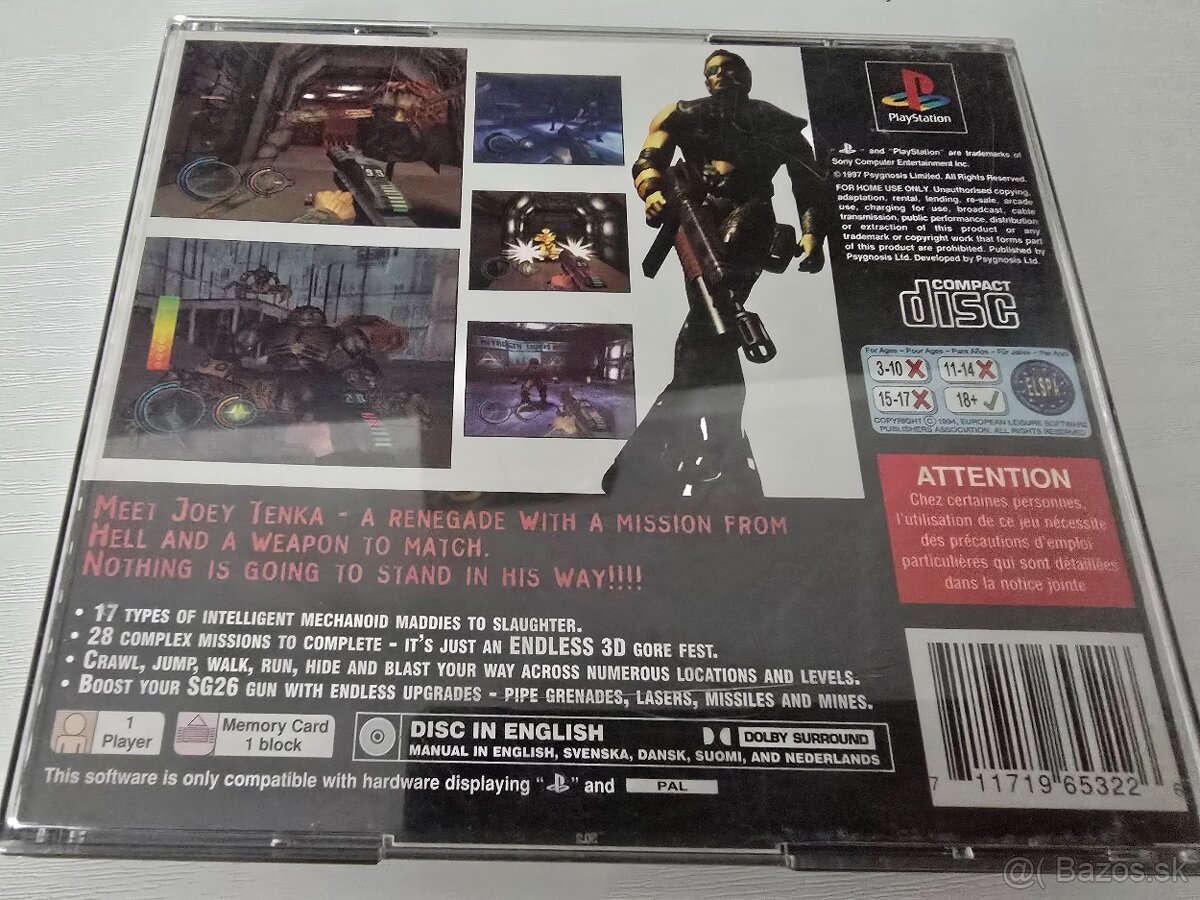 PlayStation
" and "PlayStation" are trademarks of
Sony Computer Entertainment Inc.
© 1997 Psygnosis Limited. All Rights Reserved.
FOR HOME USE ONLY. Unauthorised copying,
adaptation, rental, lending, re-sale, arcade
use, charging for use, broadcast, cable
transmission, public performance, distribution
or extraction of this product or any
trademark or copyright work that forms part
of this product are prohibited. Published by
Psygnosis Ltd. Developed by Psygnosis Ltd.
COMPACT
disc
For Ages - Pour Ages - Para Años - Für
3-10 11-14
15-17 18+
ELSPA
COPYRIGHT © 1994, EUROPEAN LEISURE SOFTWARE
PUBLISHERS ASSOCIATION. ALL RIGHTS RESERVED
ATTENTION
Chez certaines personnes,
l'utilisation de ce jeu nécessite
des précautions d'emploi
particulières qui sont détaillées
dans la notice jointe
MEET JOEY TENKA - A RENEGADE WITH A MISSION FROM
HELL AND A WEAPON TO MATCH.
NOTHING IS GOING TO STAND IN HIS WAY!!!!
• 17 TYPES OF INTELLIGENT MECHANOID MADDIES TO SLAUGHTER.
• 28 COMPLEX MISSIONS TO COMPLETE - IT'S JUST AN ENDLESS 3D GORE FEST.
• CRAWL, JUMP, WALK, RUN, HIDE AND BLAST YOUR WAY ACROSS NUMEROUS LOCATIONS AND LEVELS.
• BOOST YOUR SG26 GUN WITH ENDLESS UPGRADES - PIPE GRENADES, LASERS, MISSILES AND MINES.
1
Player
Memory Card
1 block
DISC IN ENGLISH
DOLBY SURROUND
MANUAL IN ENGLISH, SVENSKA, DANSK, SUOMI, AND NEDERLANDS
This software is only compatible with hardware displaying " " and PAL
7 11719 65322 6
@( Bazos.sk